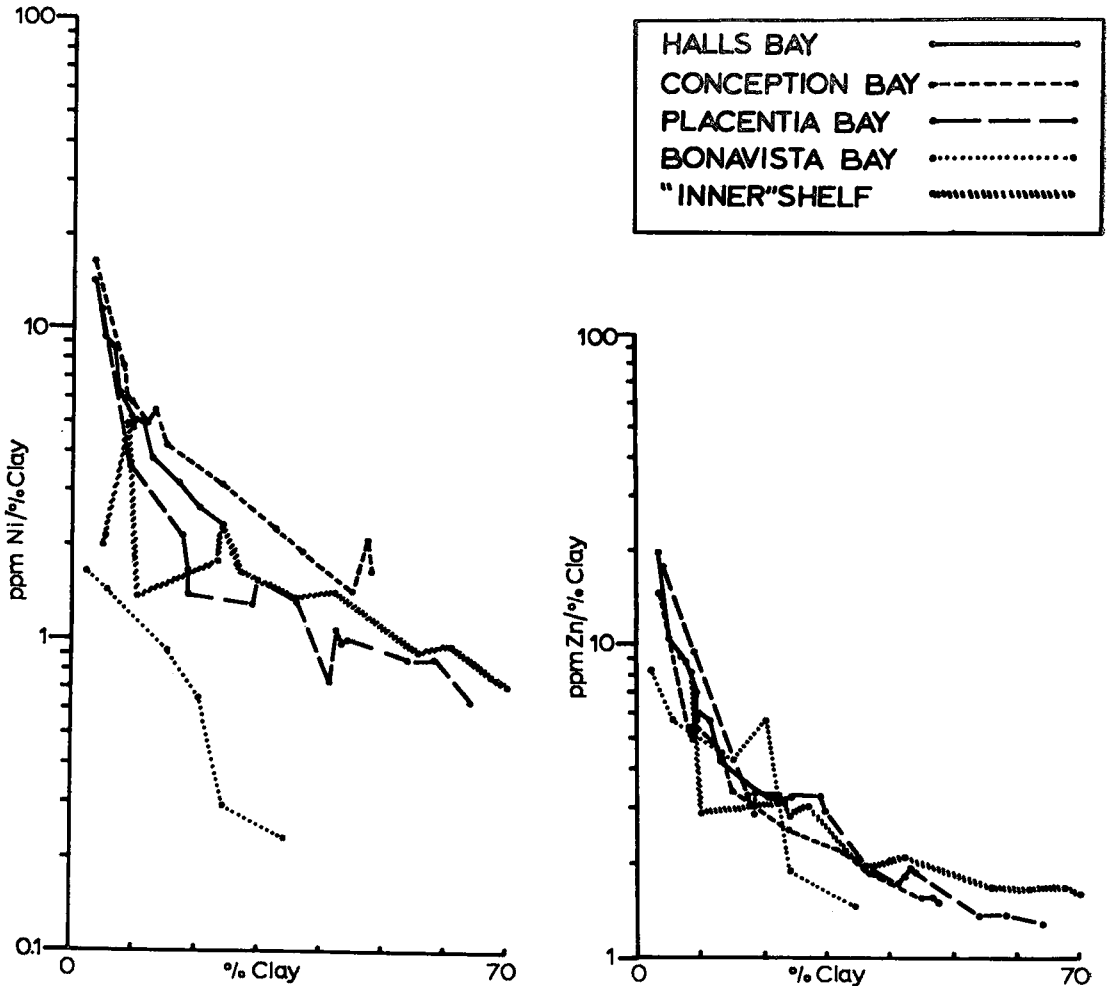 HALLS BAY
CONCEPTION BAY
PLACENTIA BAY
BONAVISTA BAY
"INNER" SHELF
100
10
1
0.1
ppm Ni/% Clay
0
% Clay
70
100
10
1
ppm Zn/% Clay
0
% Clay
70